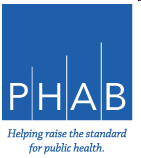 PHAB
Helping raise the standard
for public health.